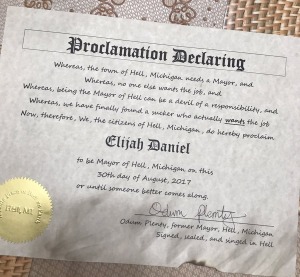 Proclamation Declaring
Whereas, the town of Hell, Michigan needs a Mayor, and
Whereas, no one else wants the job, and
Whereas, being the Mayor of Hell can be a devil of a responsibility, and
Whereas, we have finally found a sucker who actually wants the job
Now, therefore, We, the citizens of Hell, Michigan, do hereby proclaim
Elijah Daniel
to be Mayor of Hell, Michigan on this
30th day of August, 2017
or until someone better comes along.
Odum Plenty
Odum Plenty, former Mayor, Hell, Michigan
Signed, sealed, and singed in Hell